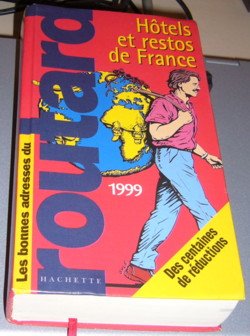 Hôtels
et restos
de France
Les bonnes adresses du
routard
1999
HACHETTE
Des centaines
de réductions